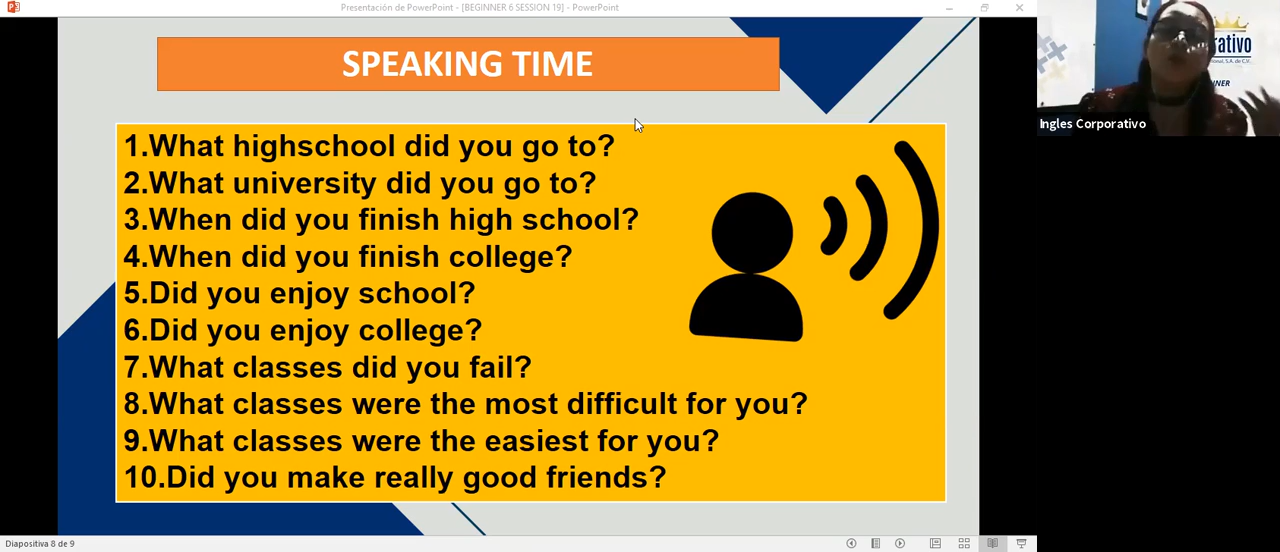 Presentación de PowerPoint - [BEGINNER 6 SESSION 19] - PowerPoint
SPEAKING TIME
1.What highschool did you go to?
2.What university did you go to?
3.When did you finish high school?
4.When did you finish college?
5.Did you enjoy school?
6.Did you enjoy college?
7.What classes did you fail?
8.What classes were the most difficult for you?
9.What classes were the easiest for you?
10.Did you make really good friends?
Diapositiva 8 de 9
Ingles Corporativo